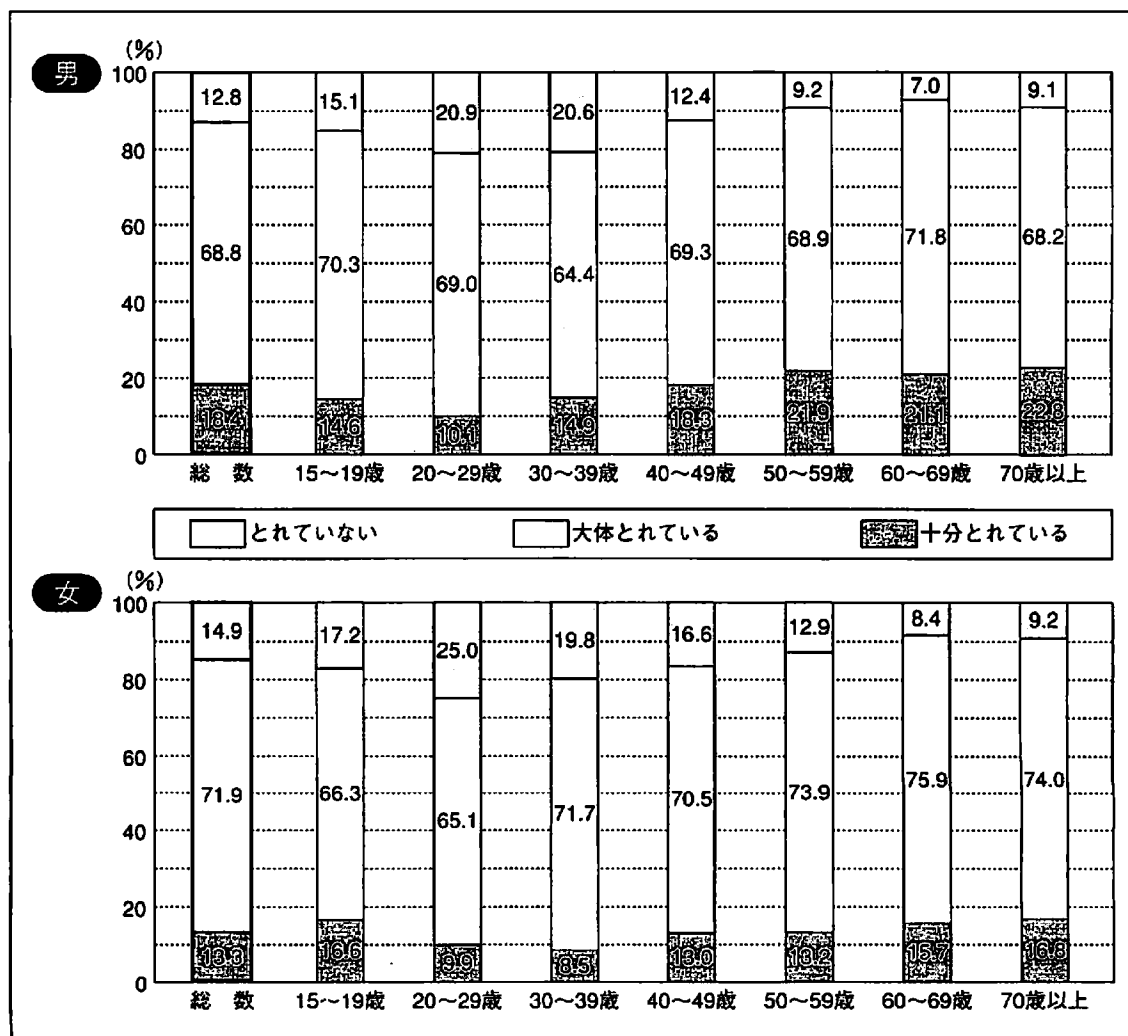 男
(%)
100
80
60
40
20
0
12.8 15.1 20.9 20.6 12.4 9.2 7.0 9.1
68.8 70.3 69.0 64.4 69.3 68.9 71.8 68.2
18.4 14.6 10.1 14.9 18.3 21.9 21.1 22.8
総 数 15～19歳 20～29歳 30～39歳 40～49歳 50～59歳 60～69歳 70歳以上
とれていない 大体とれている 十分とれている
女
(%)
100
80
60
40
20
0
14.9 17.2 25.0 19.8 16.6 12.9 8.4 9.2
71.9 66.3 65.1 71.7 70.5 73.9 75.9 74.0
13.3 16.6 9.9 8.5 13.0 13.2 15.7 16.8
総 数 15～19歳 20～29歳 30～39歳 40～49歳 50～59歳 60～69歳 70歳以上